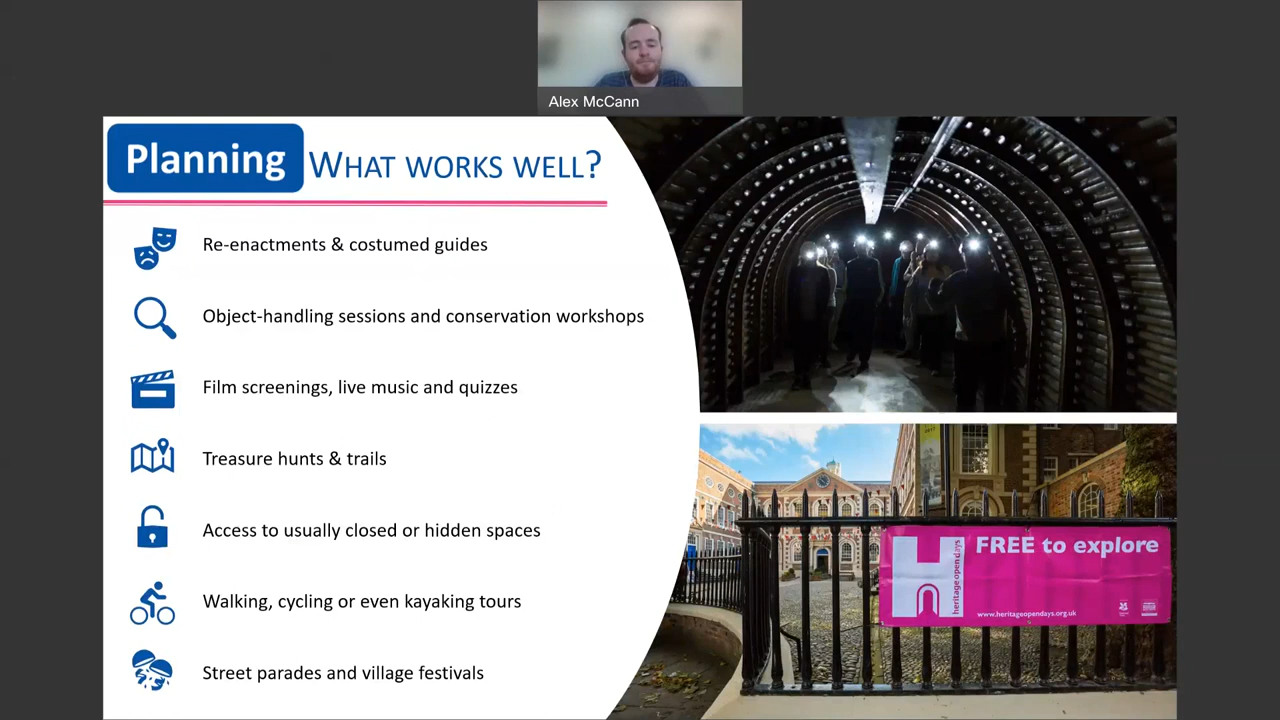 Alex McCann
Planning WHAT WORKS WELL?
Re-enactments & costumed guides
Object-handling sessions and conservation workshops
Film screenings, live music and quizzes
Treasure hunts & trails
Access to usually closed or hidden spaces
Walking, cycling or even kayaking tours
Street parades and village festivals
FREE to explore
heritage open days
www.heritageopendays.org.uk